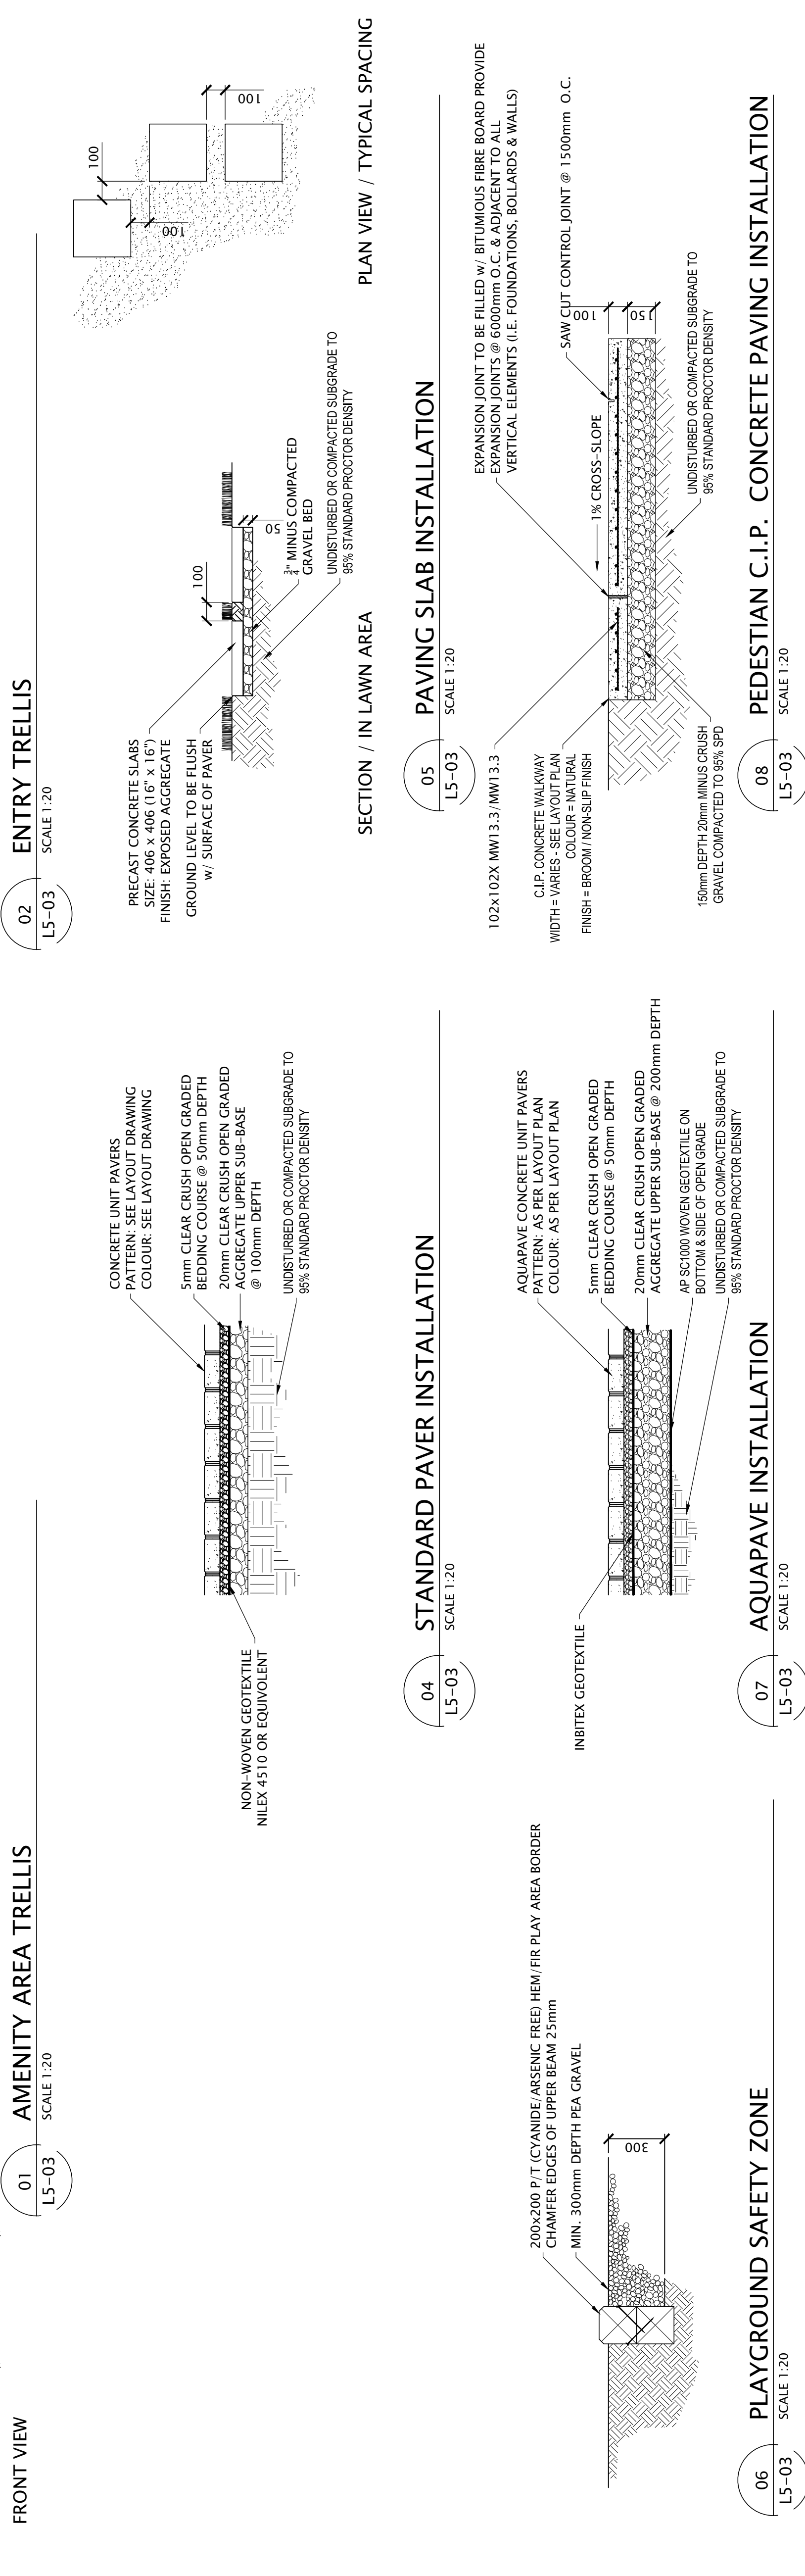 FRONT VIEW
01
L5-03
AMENITY AREA TRELLIS
SCALE 1:20
02
L5-03
ENTRY TRELLIS
SCALE 1:20
NON-WOVEN GEOTEXTILE
NILEX 4510 OR EQUIVOLENT
CONCRETE UNIT PAVERS
PATTERN: SEE LAYOUT DRAWING
COLOUR: SEE LAYOUT DRAWING
5mm CLEAR CRUSH OPEN GRADED
BEDDING COURSE @ 50mm DEPTH
20mm CLEAR CRUSH OPEN GRADED
AGGREGATE UPPER SUB-BASE
@ 100mm DEPTH
UNDISTURBED OR COMPACTED SUBGRADE TO
95% STANDARD PROCTOR DENSITY
04
L5-03
STANDARD PAVER INSTALLATION
SCALE 1:20
PRECAST CONCRETE SLABS
SIZE: 406 x 406 (16" x 16")
FINISH: EXPOSED AGGREGATE
GROUND LEVEL TO BE FLUSH
w/ SURFACE OF PAVER
100
50
3/4" MINUS COMPACTED
GRAVEL BED
UNDISTURBED OR COMPACTED SUBGRADE TO
95% STANDARD PROCTOR DENSITY
100
100
100
SECTION / IN LAWN AREA
PLAN VIEW / TYPICAL SPACING
05
L5-03
PAVING SLAB INSTALLATION
SCALE 1:20
200x200 P/T (CYANIDE/ARSENIC FREE) HEM/FIR PLAY AREA BORDER
CHAMFER EDGES OF UPPER BEAM 25mm
MIN. 300mm DEPTH PEA GRAVEL
300
06
L5-03
PLAYGROUND SAFETY ZONE
SCALE 1:20
INBITEX GEOTEXTILE
AQUAPAVE CONCRETE UNIT PAVERS
PATTERN: AS PER LAYOUT PLAN
COLOUR: AS PER LAYOUT PLAN
5mm CLEAR CRUSH OPEN GRADED
BEDDING COURSE @ 50mm DEPTH
20mm CLEAR CRUSH OPEN GRADED
AGGREGATE UPPER SUB-BASE @ 200mm DEPTH
AP SC1000 WOVEN GEOTEXTILE ON
BOTTOM & SIDE OF OPEN GRADE
UNDISTURBED OR COMPACTED SUBGRADE TO
95% STANDARD PROCTOR DENSITY
07
L5-03
AQUAPAVE INSTALLATION
SCALE 1:20
102x102X MW13.3/MW13.3
C.I.P. CONCRETE WALKWAY
WIDTH = VARIES - SEE LAYOUT PLAN
COLOUR = NATURAL
FINISH = BROOM / NON-SLIP FINISH
150mm DEPTH 20mm MINUS CRUSH
GRAVEL COMPACTED TO 95% SPD
EXPANSION JOINT TO BE FILLED w/ BITUMIOUS FIBRE BOARD PROVIDE
EXPANSION JOINTS @ 6000mm O.C. & ADJACENT TO ALL
VERTICAL ELEMENTS (I.E. FOUNDATIONS, BOLLARDS & WALLS)
SAW CUT CONTROL JOINT @ 1500mm O.C.
1% CROSS-SLOPE
100
150
UNDISTURBED OR COMPACTED SUBGRADE TO
95% STANDARD PROCTOR DENSITY
08
L5-03
PEDESTIAN C.I.P. CONCRETE PAVING INSTALLATION
SCALE 1:20